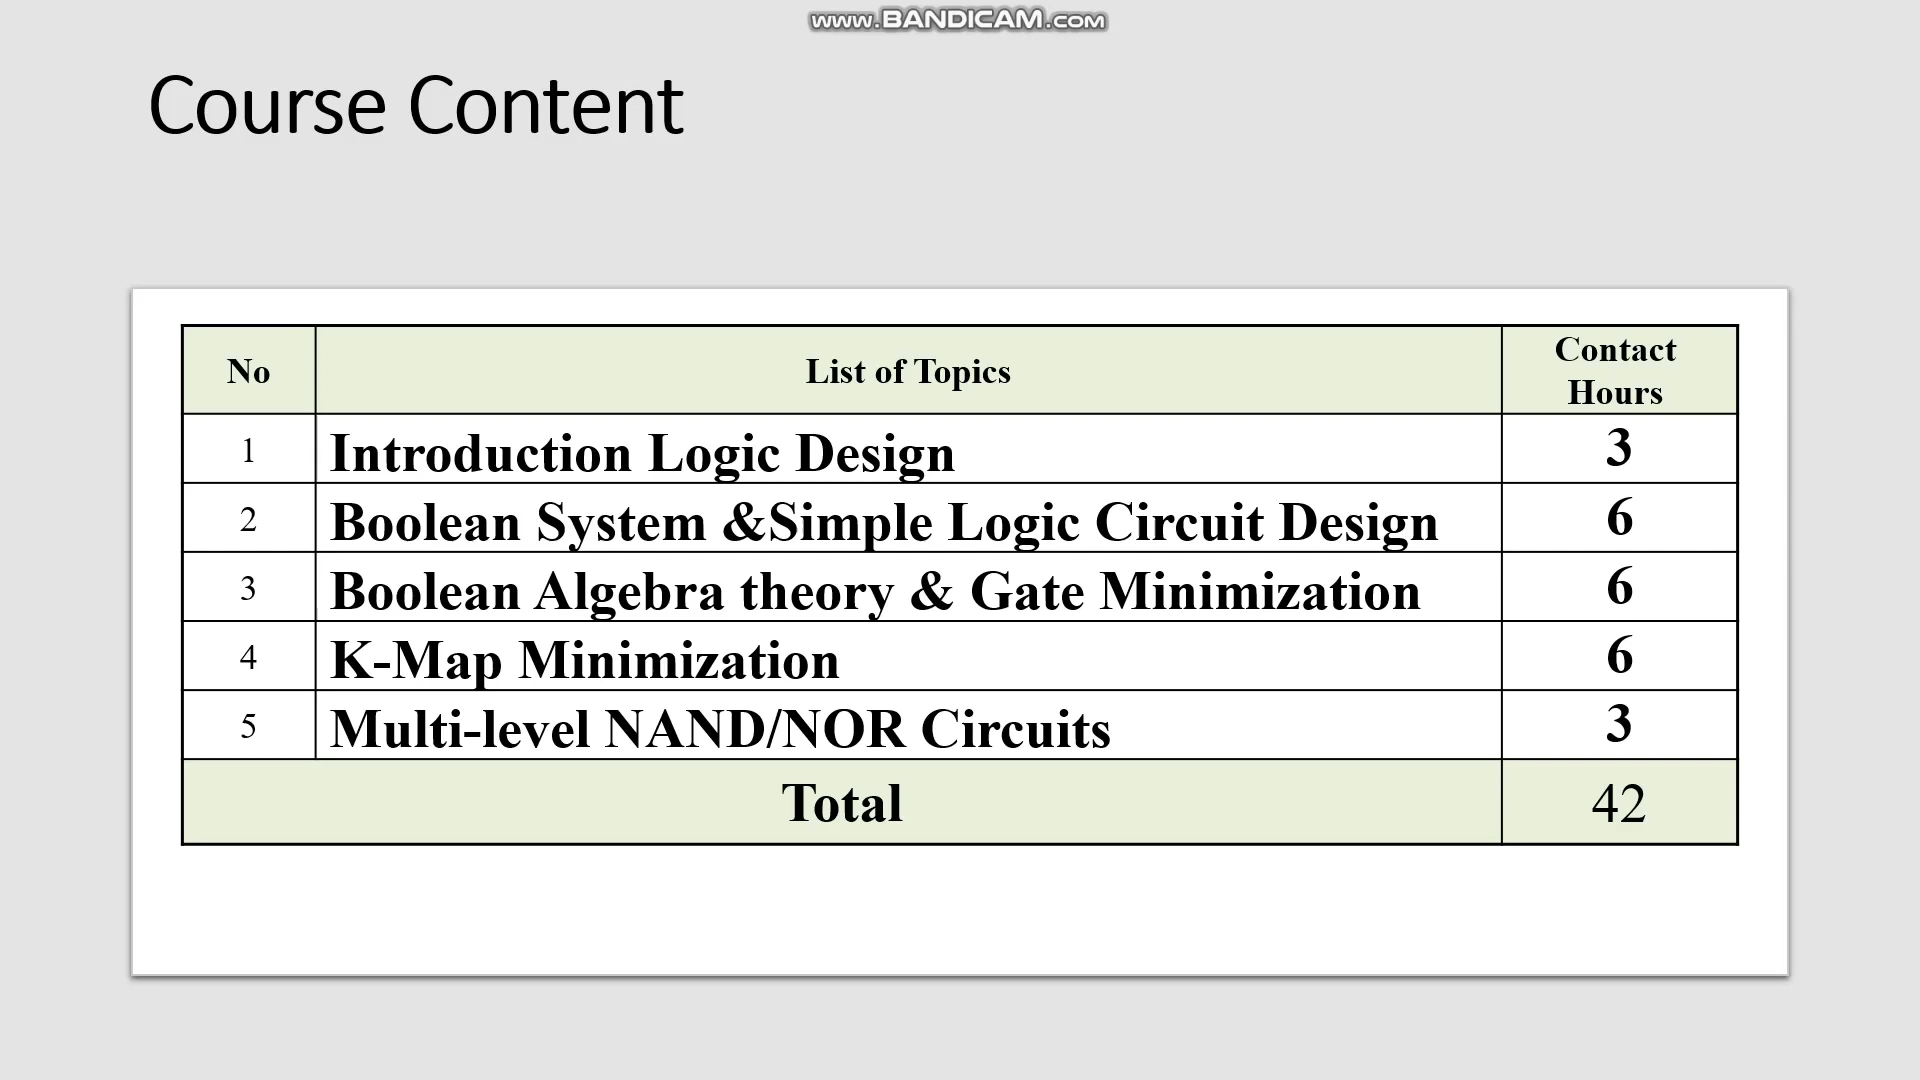 www.BANDICAM.com
Course Content
No List of Topics Contact Hours
1 Introduction Logic Design 3
2 Boolean System &Simple Logic Circuit Design 6
3 Boolean Algebra theory & Gate Minimization 6
4 K-Map Minimization 6
5 Multi-level NAND/NOR Circuits 3
Total 42